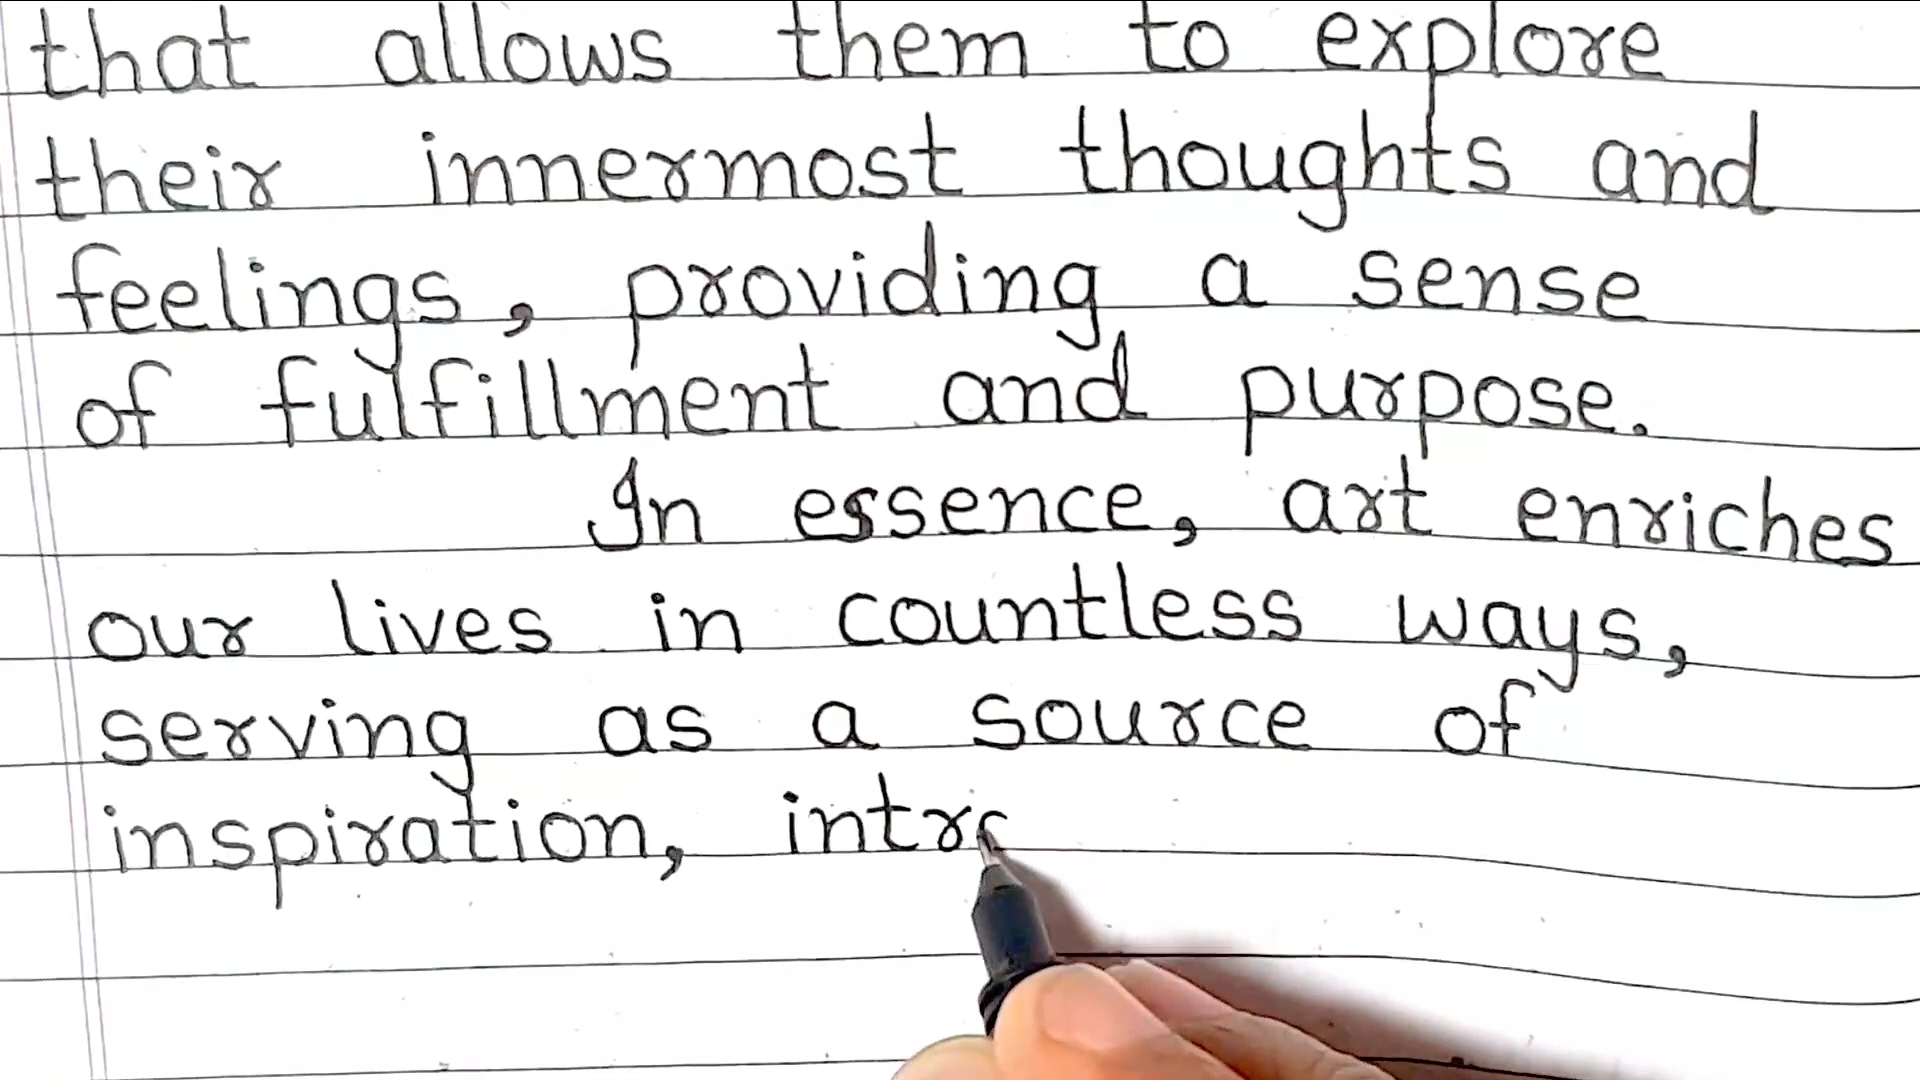 that allows them to explore
their innermost thoughts and
feelings, providing a sense
of fulfillment and purpose.
In essence, art enriches
our lives in countless ways,
serving as a source of
inspiration,